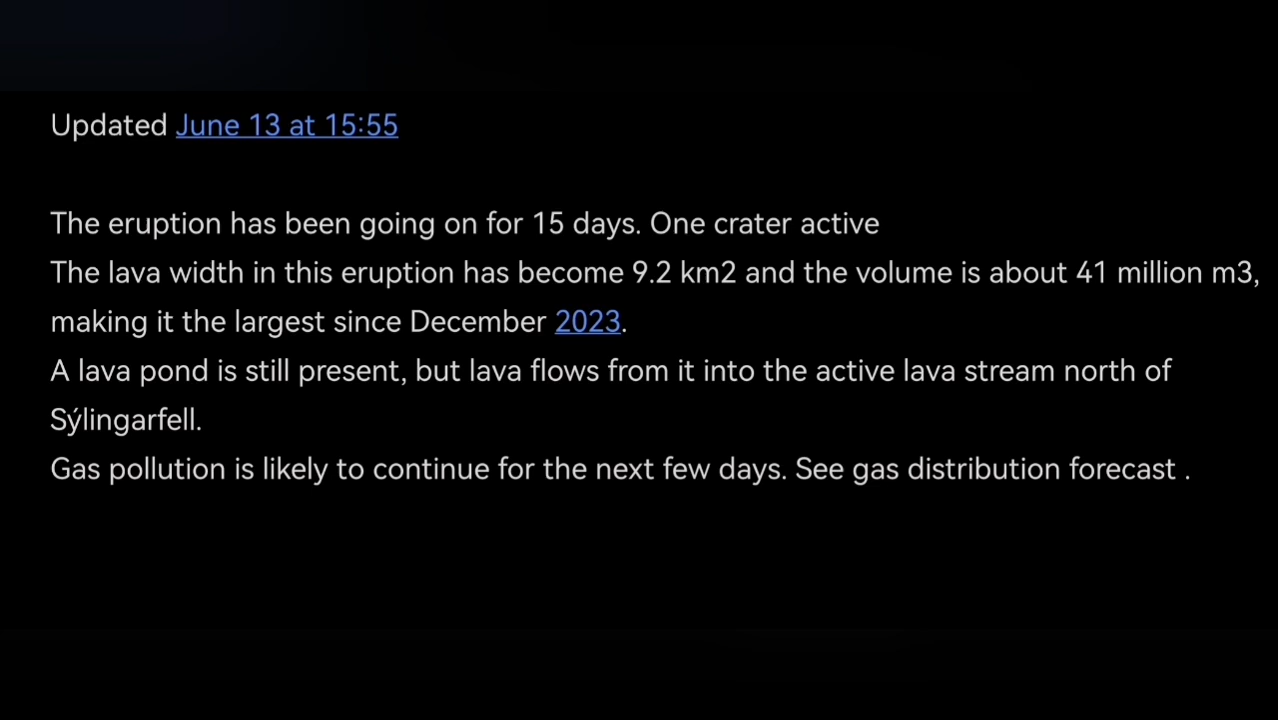 Updated June 13 at 15:55
The eruption has been going on for 15 days. One crater active
The lava width in this eruption has become 9.2 km2 and the volume is about 41 million m3,
making it the largest since December 2023.
A lava pond is still present, but lava flows from it into the active lava stream north of
Sýlingarfell.
Gas pollution is likely to continue for the next few days. See gas distribution forecast .